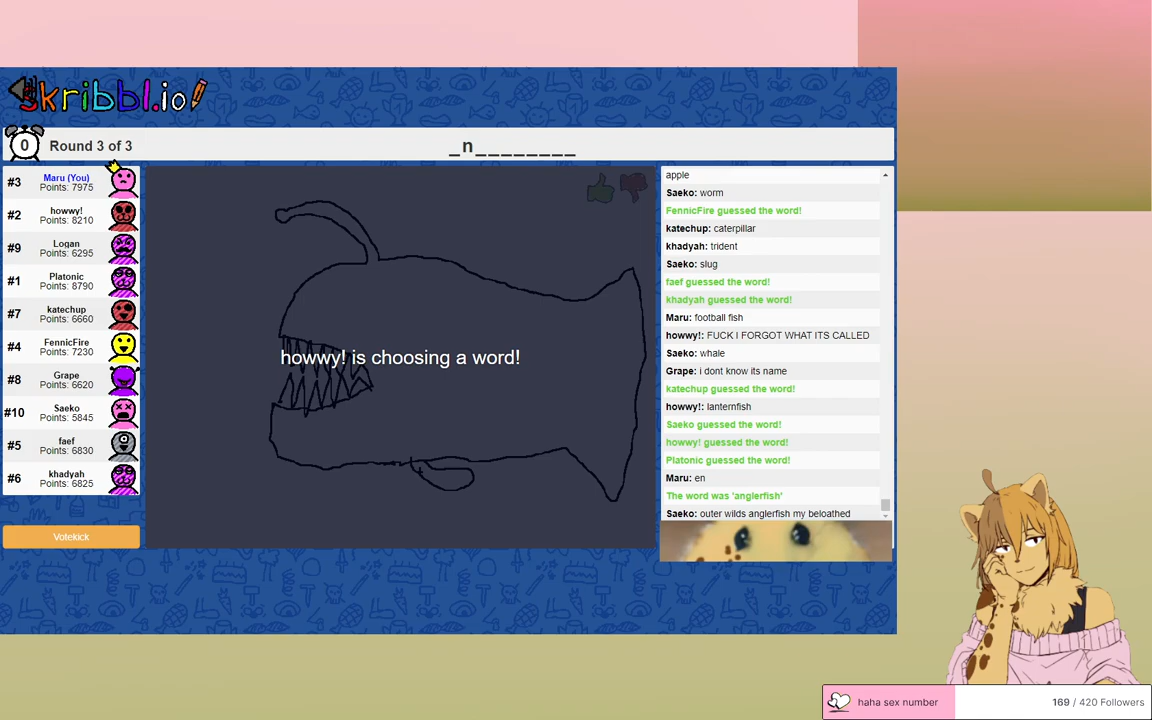 skribbl.io
0
Round 3 of 3
_n________
#3
Maru (You)
Points: 7975
#2
howwy!
Points: 8210
#9
Logan
Points: 6295
#1
Platonic
Points: 8790
#7
katechup
Points: 6660
#4
FennicFire
Points: 7230
#8
Grape
Points: 6620
#10
Saeko
Points: 5845
#5
faef
Points: 6830
#6
khadyah
Points: 6825
Votekick
howwy! is choosing a word!
apple
Saeko: worm
FennicFire guessed the word!
katechup: caterpillar
khadyah: trident
Saeko: slug
faef guessed the word!
khadyah guessed the word!
Maru: football fish
howwy!: FUCK I FORGOT WHAT ITS CALLED
Saeko: whale
Grape: i dont know its name
katechup guessed the word!
howwy!: lanternfish
Saeko guessed the word!
howwy! guessed the word!
Platonic guessed the word!
Maru: en
The word was 'anglerfish'
Saeko: outer wilds anglerfish my beloathed
haha sex number
169 / 420 Followers